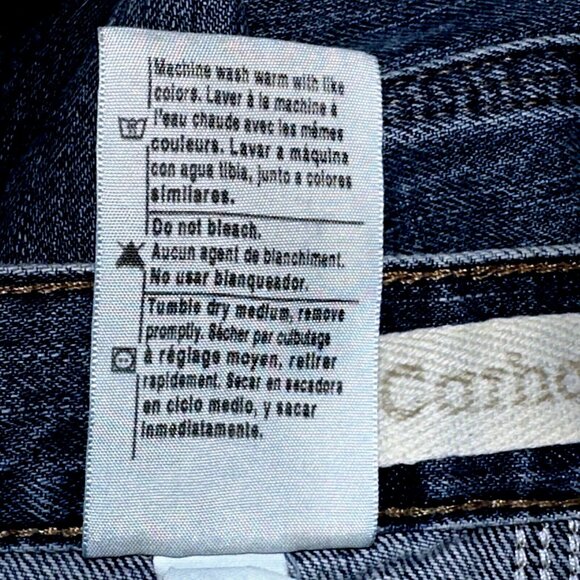 Machine wash warm with like
colors. Laver à la machine à
l'eau chaude avec les mêmes
couleurs. Lavar a máquina
con agua tibia, junto a colores
similares.
Do not bleach.
Aucun agent de blanchiment.
No usar blanqueador.
Tumble dry medium, remove
promptly. Sécher par culbutage
à réglage moyen, retirer
rapidement. Secar en secadora
en ciclo medio, y sacar
inmediatamente.
Carha